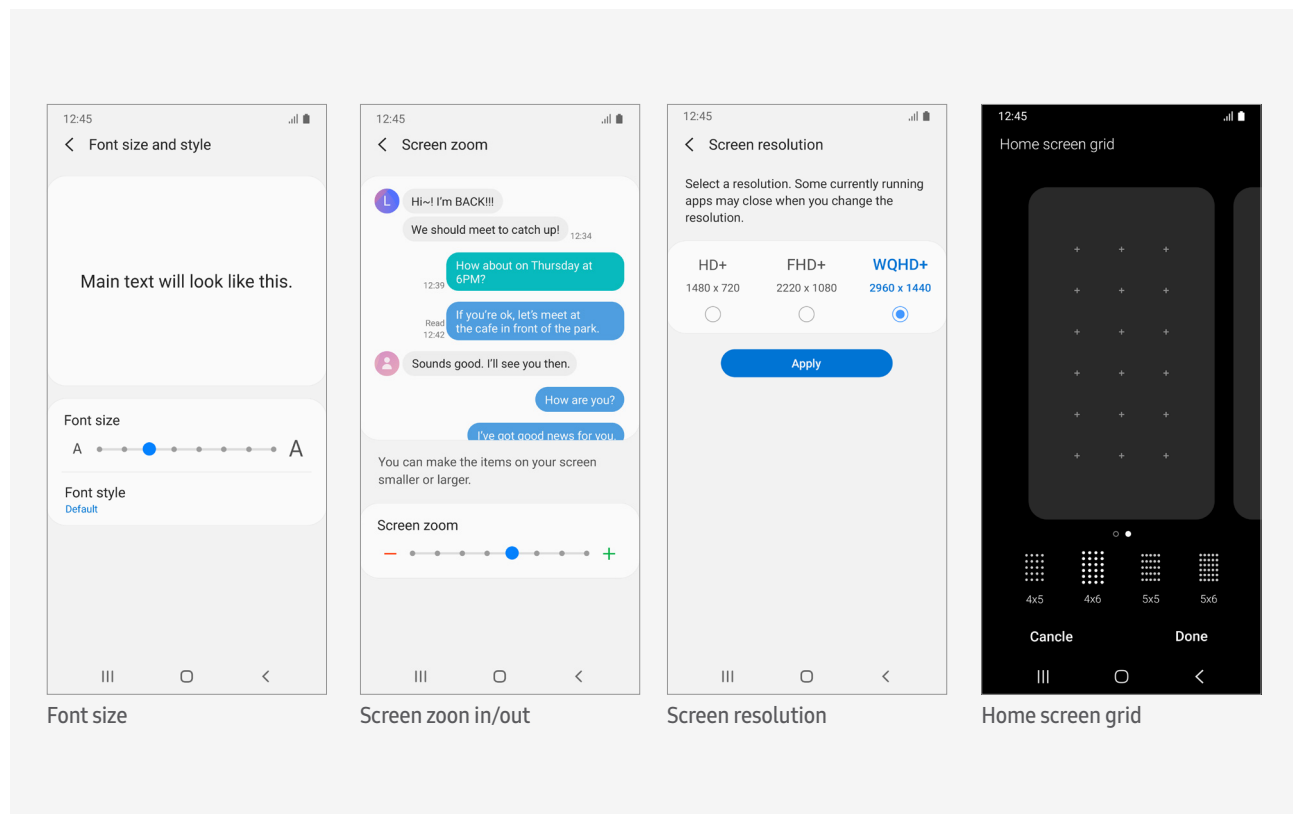 12:45
Font size and style
Main text will look like this.
Font size
A
A
Font style
Default
Font size
12:45
Screen zoom
L
Hi~! I'm BACK!!!
We should meet to catch up!
12:34
How about on Thursday at
6PM?
12:39
If you're ok, let's meet at
the cafe in front of the park.
Read
12:42
Sounds good. I'll see you then.
How are you?
I've got good news for you.
You can make the items on your screen
smaller or larger.
Screen zoom
Screen zoon in/out
12:45
Screen resolution
Select a resolution. Some currently running
apps may close when you change the
resolution.
HD+ FHD+ WQHD+
1480 x 720 2220 x 1080 2960 x 1440
Apply
Screen resolution
12:45
Home screen grid
4x5 4x6 5x5 5x6
Cancle Done
Home screen grid